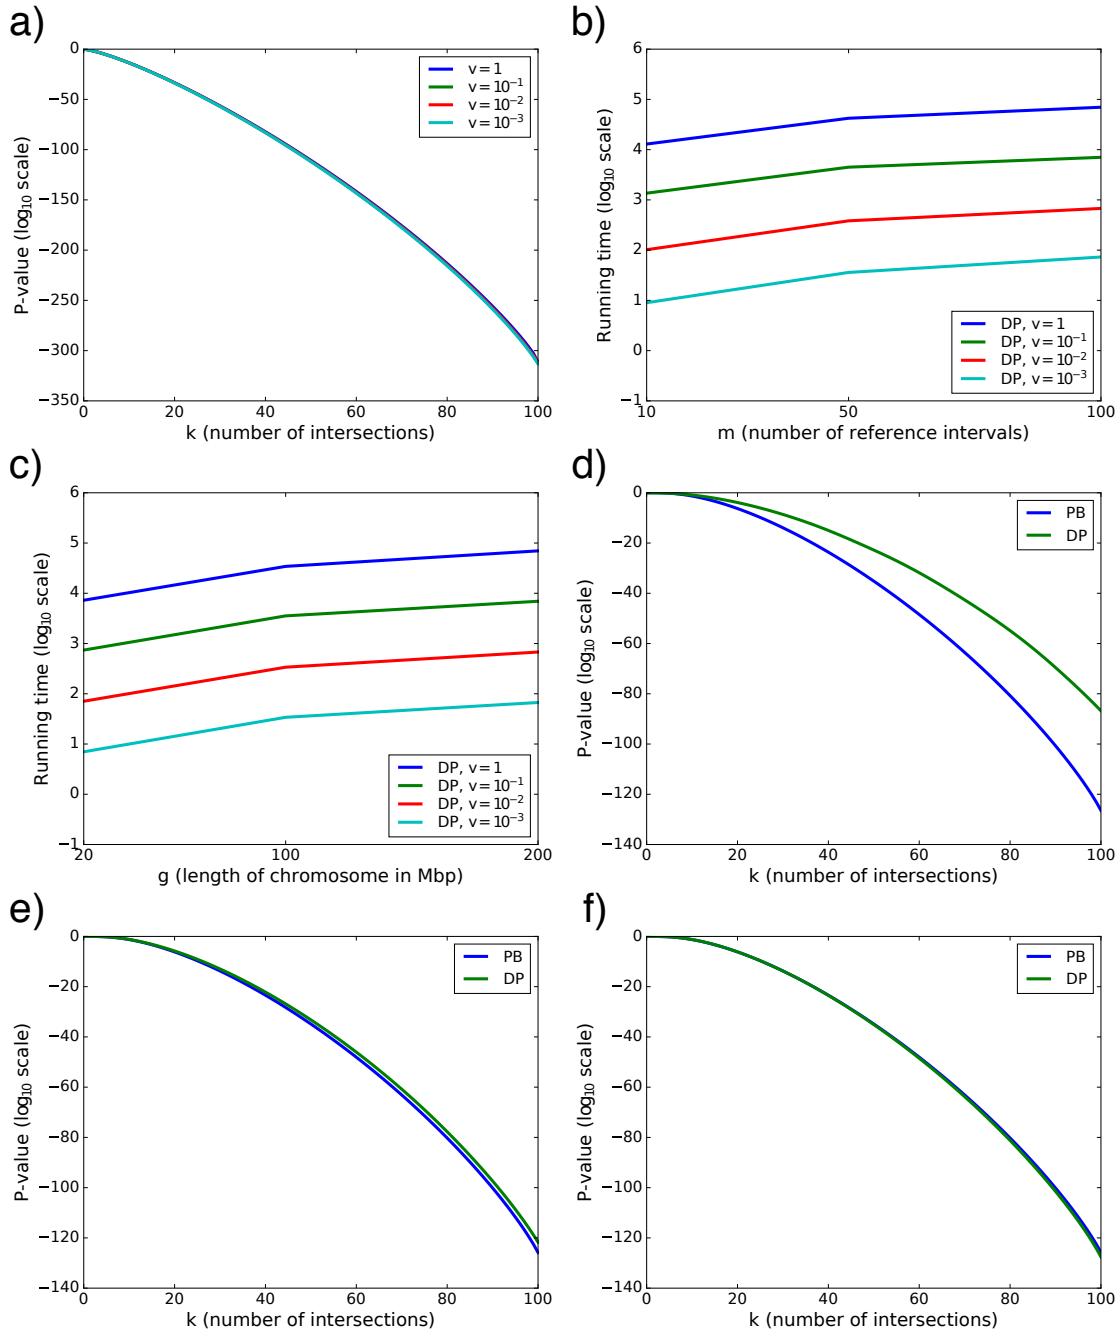 a)
0
−50
−100
−150
−200
−250
−300
−350
P-value (log₁₀ scale)
v = 1
v = 10⁻¹
v = 10⁻²
v = 10⁻³
0 20 40 60 80 100
k (number of intersections)
b)
6
5
4
3
2
1
0
−1
Running time (log₁₀ scale)
DP, v = 1
DP, v = 10⁻¹
DP, v = 10⁻²
DP, v = 10⁻³
10 50 100
m (number of reference intervals)
c)
6
5
4
3
2
1
0
−1
Running time (log₁₀ scale)
DP, v = 1
DP, v = 10⁻¹
DP, v = 10⁻²
DP, v = 10⁻³
20 100 200
g (length of chromosome in Mbp)
d)
0
−20
−40
−60
−80
−100
−120
−140
P-value (log₁₀ scale)
PB
DP
0 20 40 60 80 100
k (number of intersections)
e)
0
−20
−40
−60
−80
−100
−120
−140
P-value (log₁₀ scale)
PB
DP
0 20 40 60 80 100
k (number of intersections)
f)
0
−20
−40
−60
−80
−100
−120
−140
P-value (log₁₀ scale)
PB
DP
0 20 40 60 80 100
k (number of intersections)